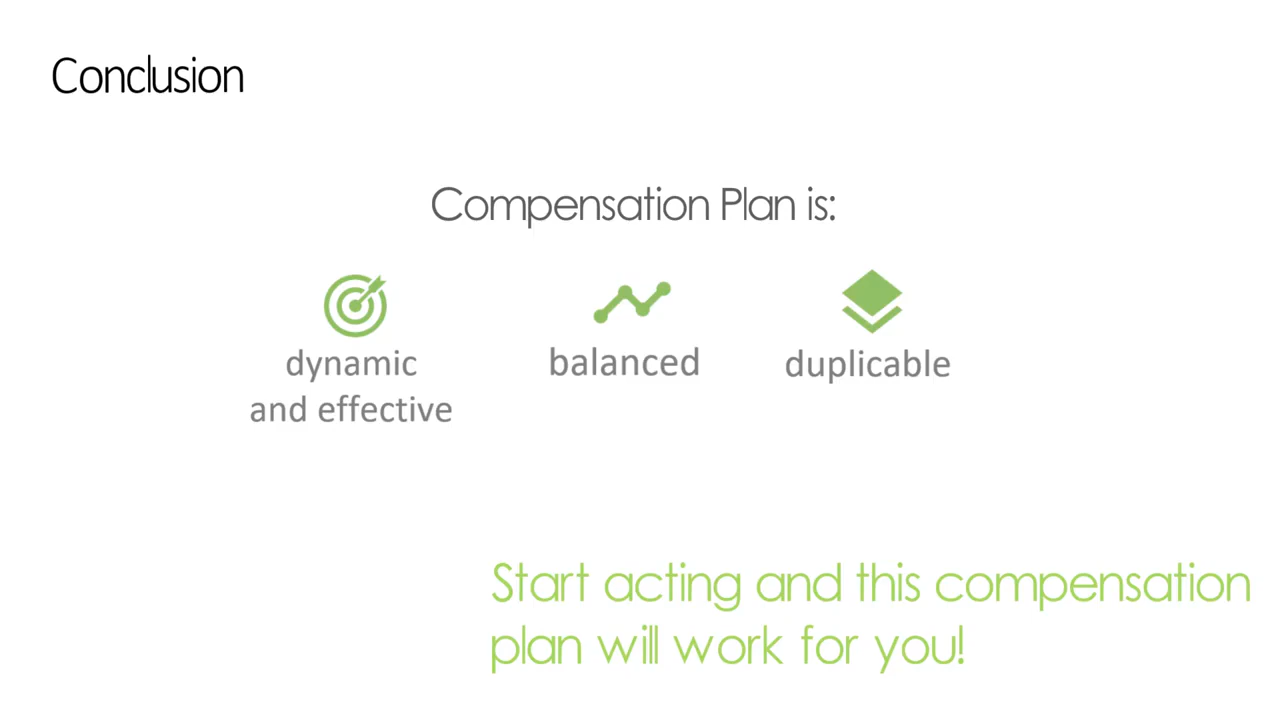 Conclusion
Compensation Plan is:
dynamic
and effective
balanced
duplicable
Start acting and this compensation
plan will work for you!